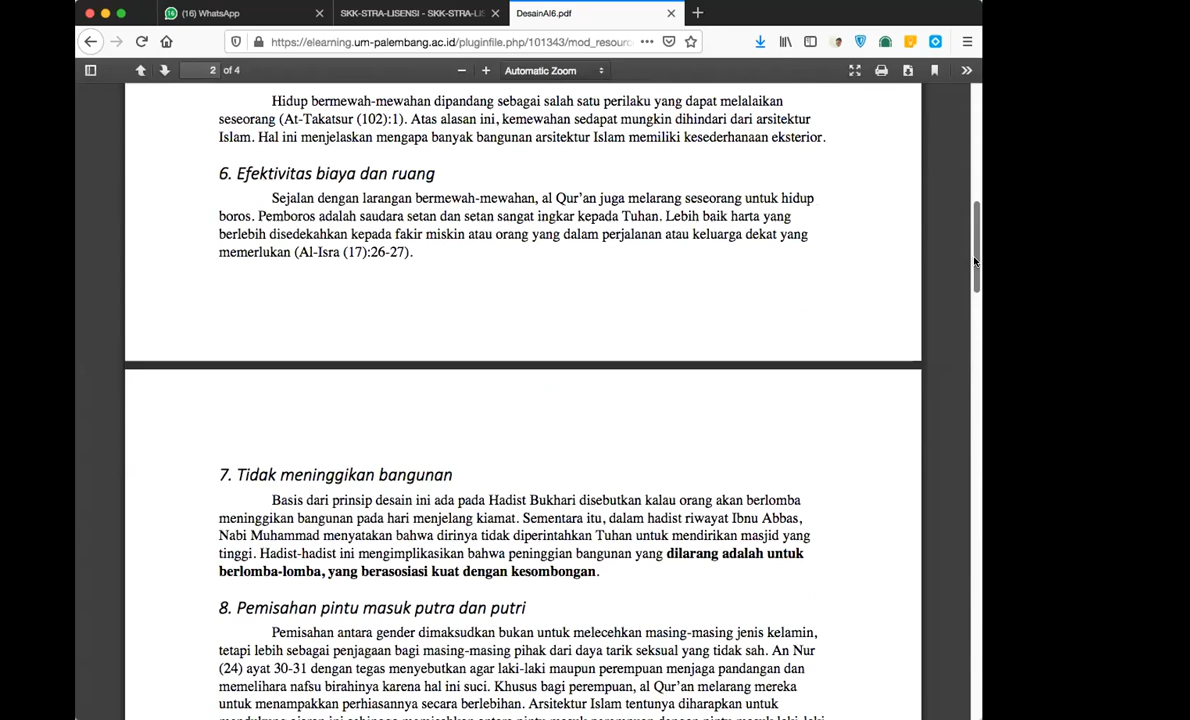 (16) WhatsApp
SKK-STRA-LISENSI - SKK-STRA-LIS
DesainAI6.pdf
https://elearning.um-palembang.ac.id/pluginfile.php/101343/mod_resourc
2 of 4
Automatic Zoom
Hidup bermewah-mewahan dipandang sebagai salah satu perilaku yang dapat melalaikan
seseorang (At-Takatsur (102):1). Atas alasan ini, kemewahan sedapat mungkin dihindari dari arsitektur
Islam. Hal ini menjelaskan mengapa banyak bangunan arsitektur Islam memiliki kesederhanaan eksterior.
6. Efektivitas biaya dan ruang
Sejalan dengan larangan bermewah-mewahan, al Qur'an juga melarang seseorang untuk hidup
boros. Pemboros adalah saudara setan dan setan sangat ingkar kepada Tuhan. Lebih baik harta yang
berlebih disedekahkan kepada fakir miskin atau orang yang dalam perjalanan atau keluarga dekat yang
memerlukan (Al-Isra (17):26-27).
7. Tidak meninggikan bangunan
Basis dari prinsip desain ini ada pada Hadist Bukhari disebutkan kalau orang akan berlomba
meninggikan bangunan pada hari menjelang kiamat. Sementara itu, dalam hadist riwayat Ibnu Abbas,
Nabi Muhammad menyatakan bahwa dirinya tidak diperintahkan Tuhan untuk mendirikan masjid yang
tinggi. Hadist-hadist ini mengimplikasikan bahwa peninggian bangunan yang dilarang adalah untuk
berlomba-lomba, yang berasosiasi kuat dengan kesombongan.
8. Pemisahan pintu masuk putra dan putri
Pemisahan antara gender dimaksudkan bukan untuk melecehkan masing-masing jenis kelamin,
tetapi lebih sebagai penjagaan bagi masing-masing pihak dari daya tarik seksual yang tidak sah. An Nur
(24) ayat 30-31 dengan tegas menyebutkan agar laki-laki maupun perempuan menjaga pandangan dan
memelihara nafsu birahinya karena hal ini suci. Khusus bagi perempuan, al Qur'an melarang mereka
untuk menampakkan perhiasannya secara berlebihan. Arsitektur Islam tentunya diharapkan untuk